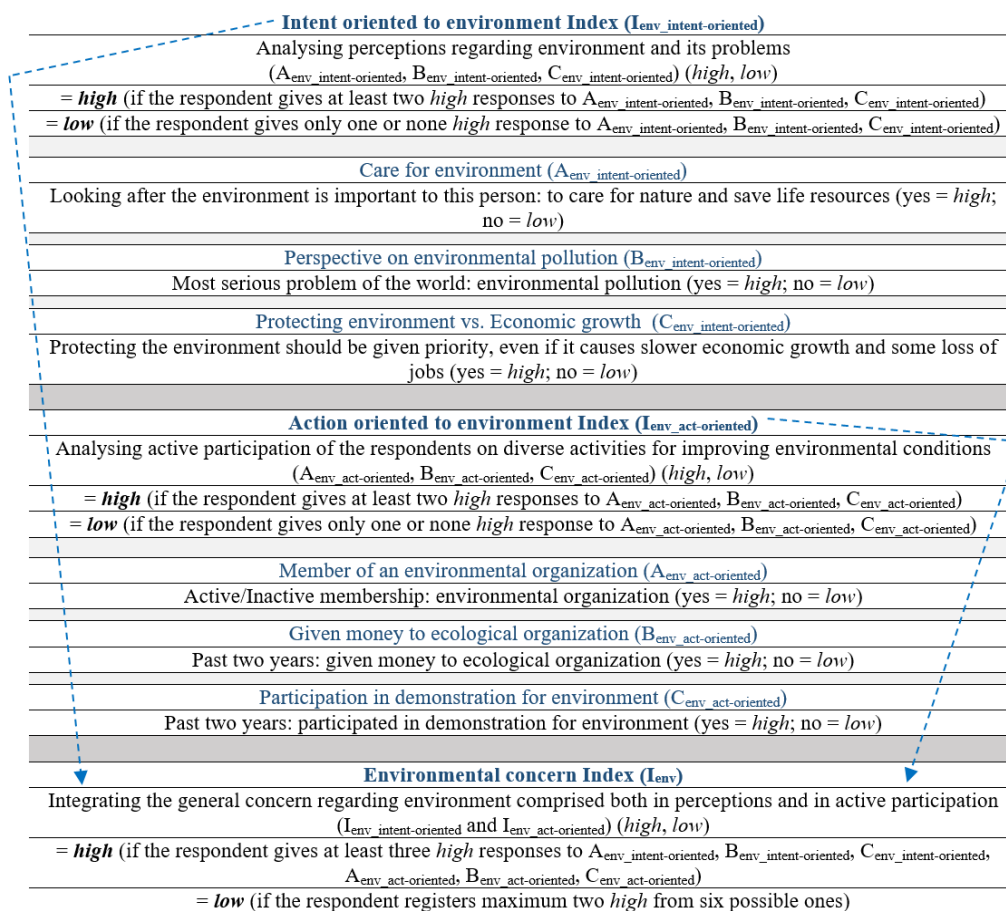 Intent oriented to environment Index (Ienv_intent-oriented)
Analysing perceptions regarding environment and its problems
(Aenv_intent-oriented, Benv_intent-oriented, Cenv_intent-oriented) (high, low)
= high (if the respondent gives at least two high responses to Aenv_intent-oriented, Benv_intent-oriented, Cenv_intent-oriented)
= low (if the respondent gives only one or none high response to Aenv_intent-oriented, Benv_intent-oriented, Cenv_intent-oriented)
Care for environment (Aenv_intent-oriented)
Looking after the environment is important to this person: to care for nature and save life resources (yes = high;
no = low)
Perspective on environmental pollution (Benv_intent-oriented)
Most serious problem of the world: environmental pollution (yes = high; no = low)
Protecting environment vs. Economic growth (Cenv_intent-oriented)
Protecting the environment should be given priority, even if it causes slower economic growth and some loss of
jobs (yes = high; no = low)
Action oriented to environment Index (Ienv_act-oriented)
Analysing active participation of the respondents on diverse activities for improving environmental conditions
(Aenv_act-oriented, Benv_act-oriented, Cenv_act-oriented) (high, low)
= high (if the respondent gives at least two high responses to Aenv_act-oriented, Benv_act-oriented, Cenv_act-oriented)
= low (if the respondent gives only one or none high response to Aenv_act-oriented, Benv_act-oriented, Cenv_act-oriented)
Member of an environmental organization (Aenv_act-oriented)
Active/Inactive membership: environmental organization (yes = high; no = low)
Given money to ecological organization (Benv_act-oriented)
Past two years: given money to ecological organization (yes = high; no = low)
Participation in demonstration for environment (Cenv_act-oriented)
Past two years: participated in demonstration for environment (yes = high; no = low)
Environmental concern Index (Ienv)
Integrating the general concern regarding environment comprised both in perceptions and in active participation
(Ienv_intent-oriented and Ienv_act-oriented) (high, low)
= high (if the respondent gives at least three high responses to Aenv_intent-oriented, Benv_intent-oriented, Cenv_intent-oriented,
Aenv_act-oriented, Benv_act-oriented, Cenv_act-oriented)
= low (if the respondent registers maximum two high from six possible ones)